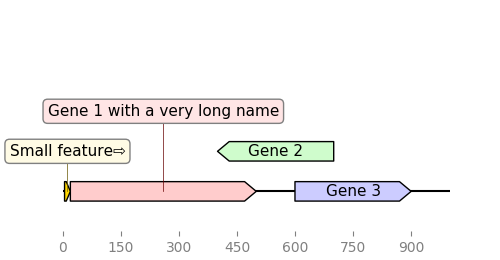 Gene 1 with a very long name
Small feature⇨
Gene 2
Gene 3
0 150 300 450 600 750 900